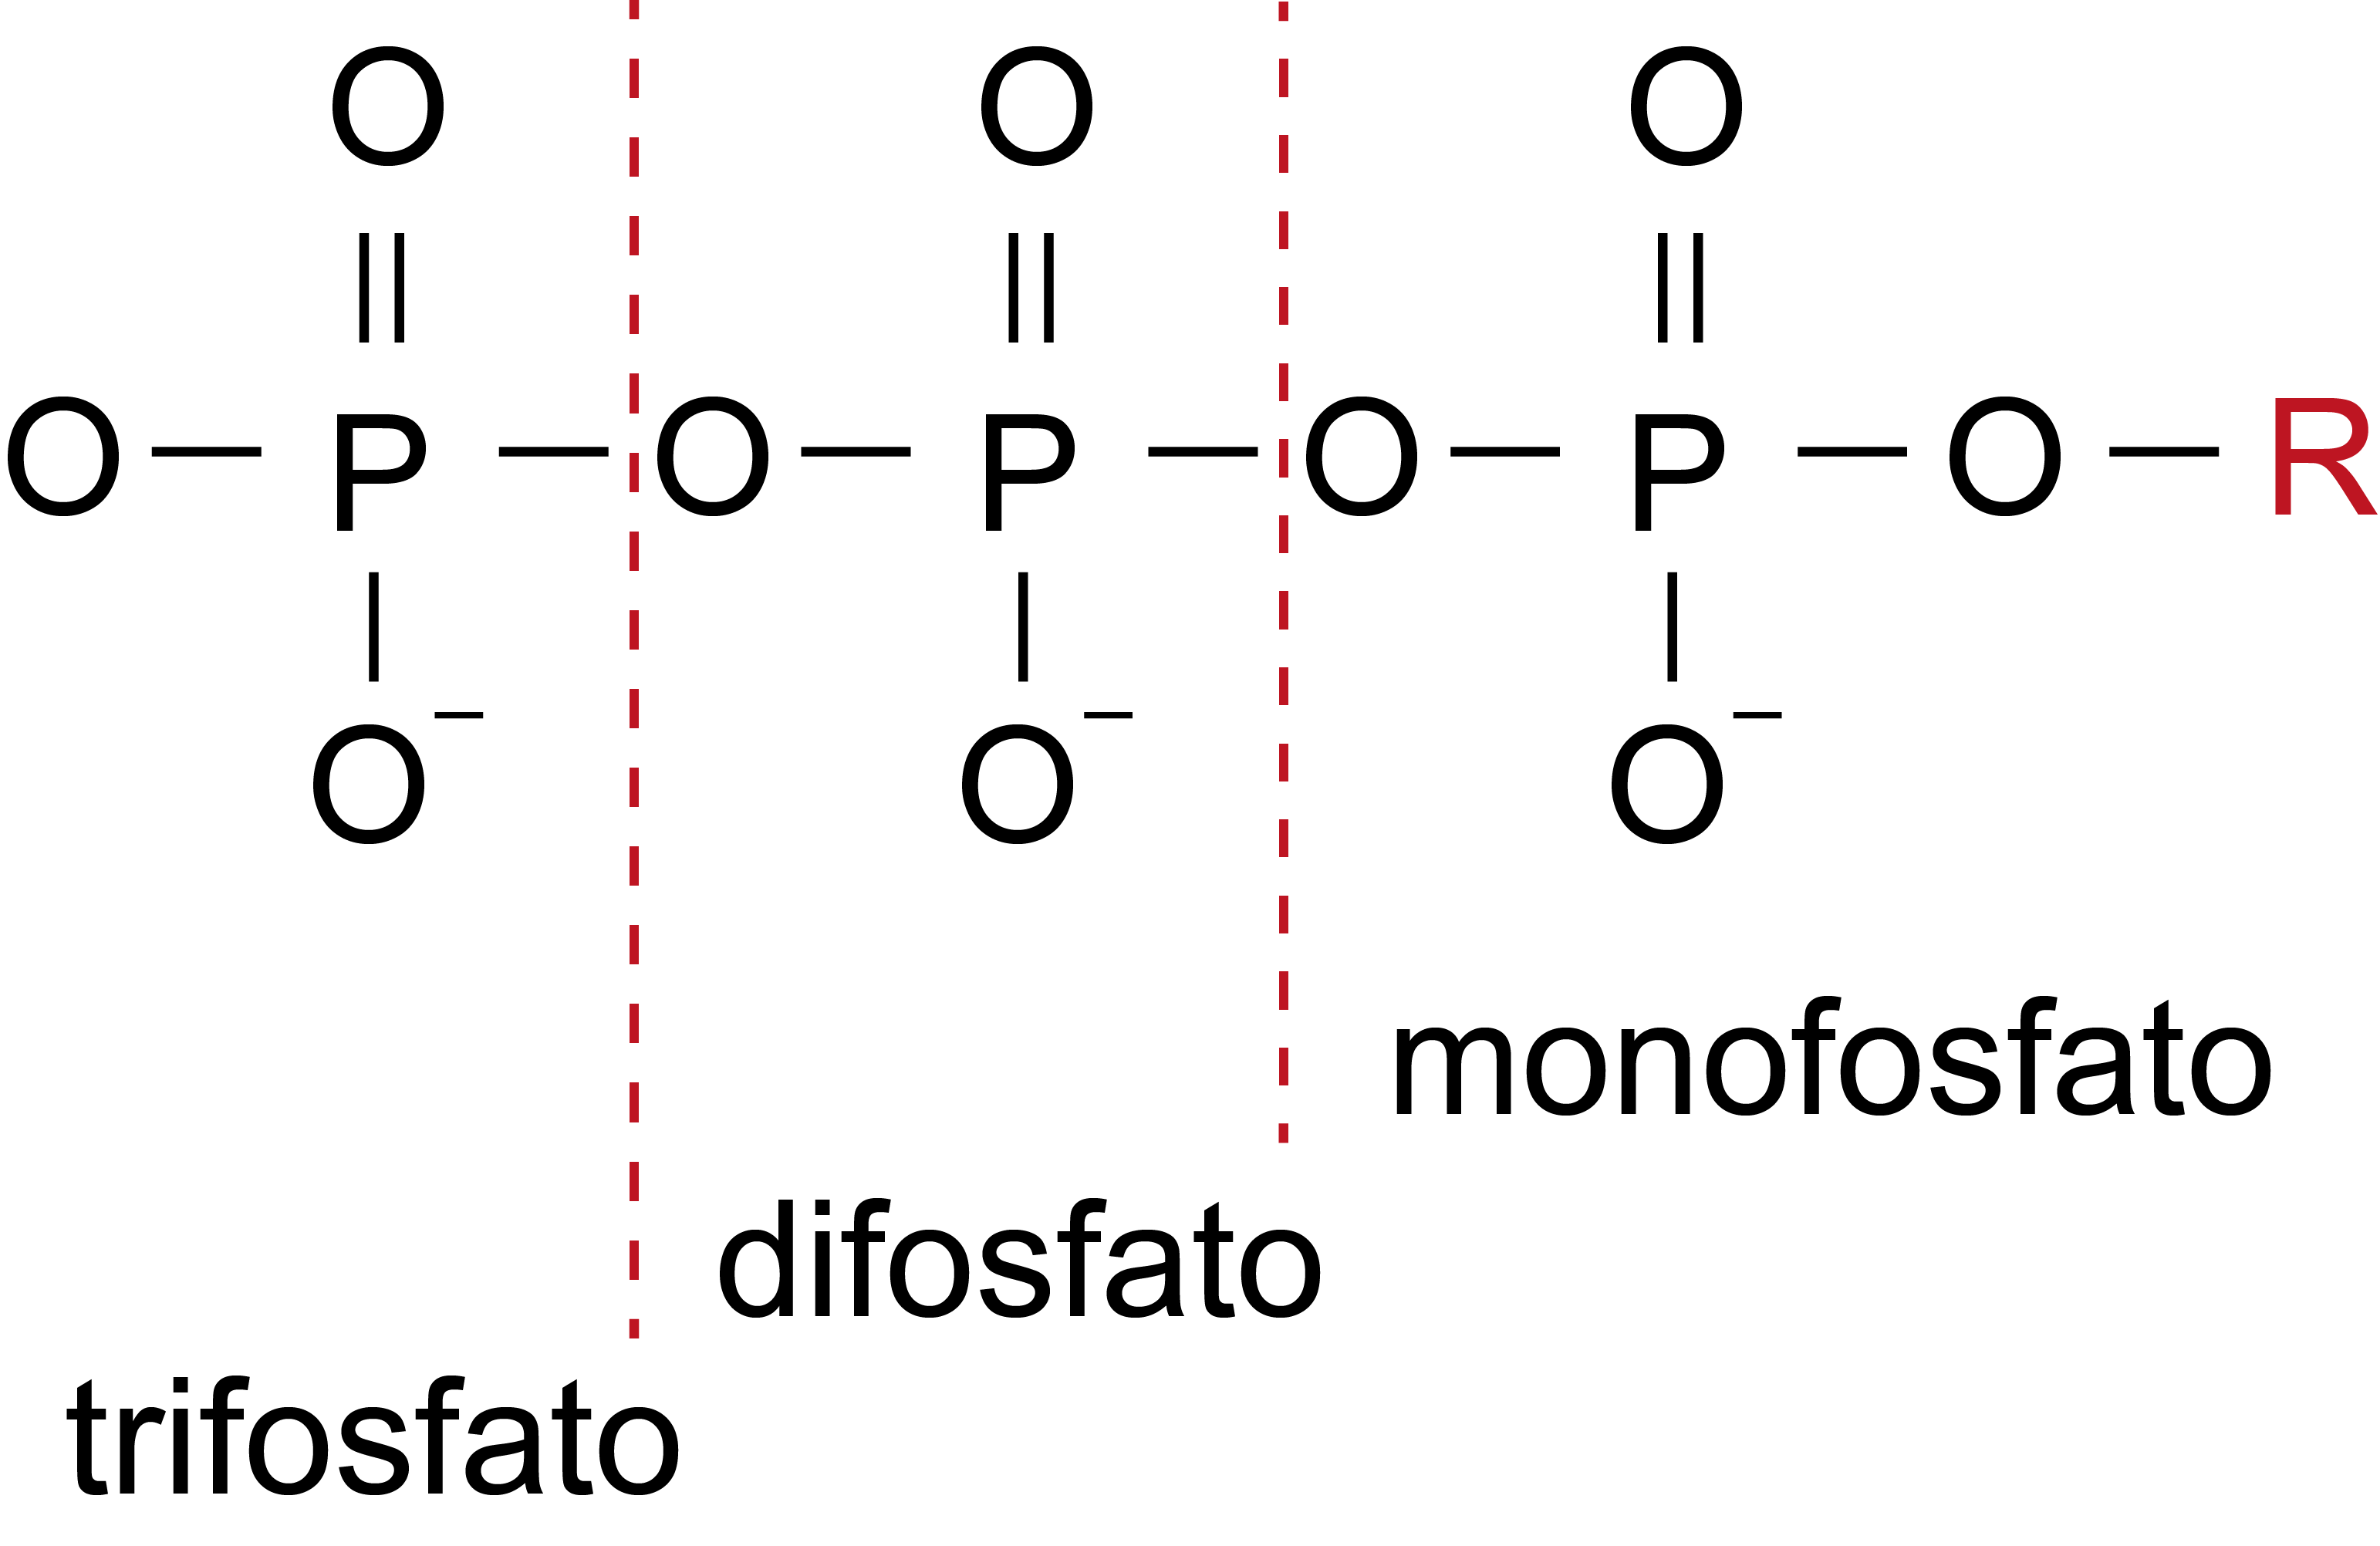 O O O
O P O P O P O R
O– O– O–
monofosfato
difosfato
trifosfato